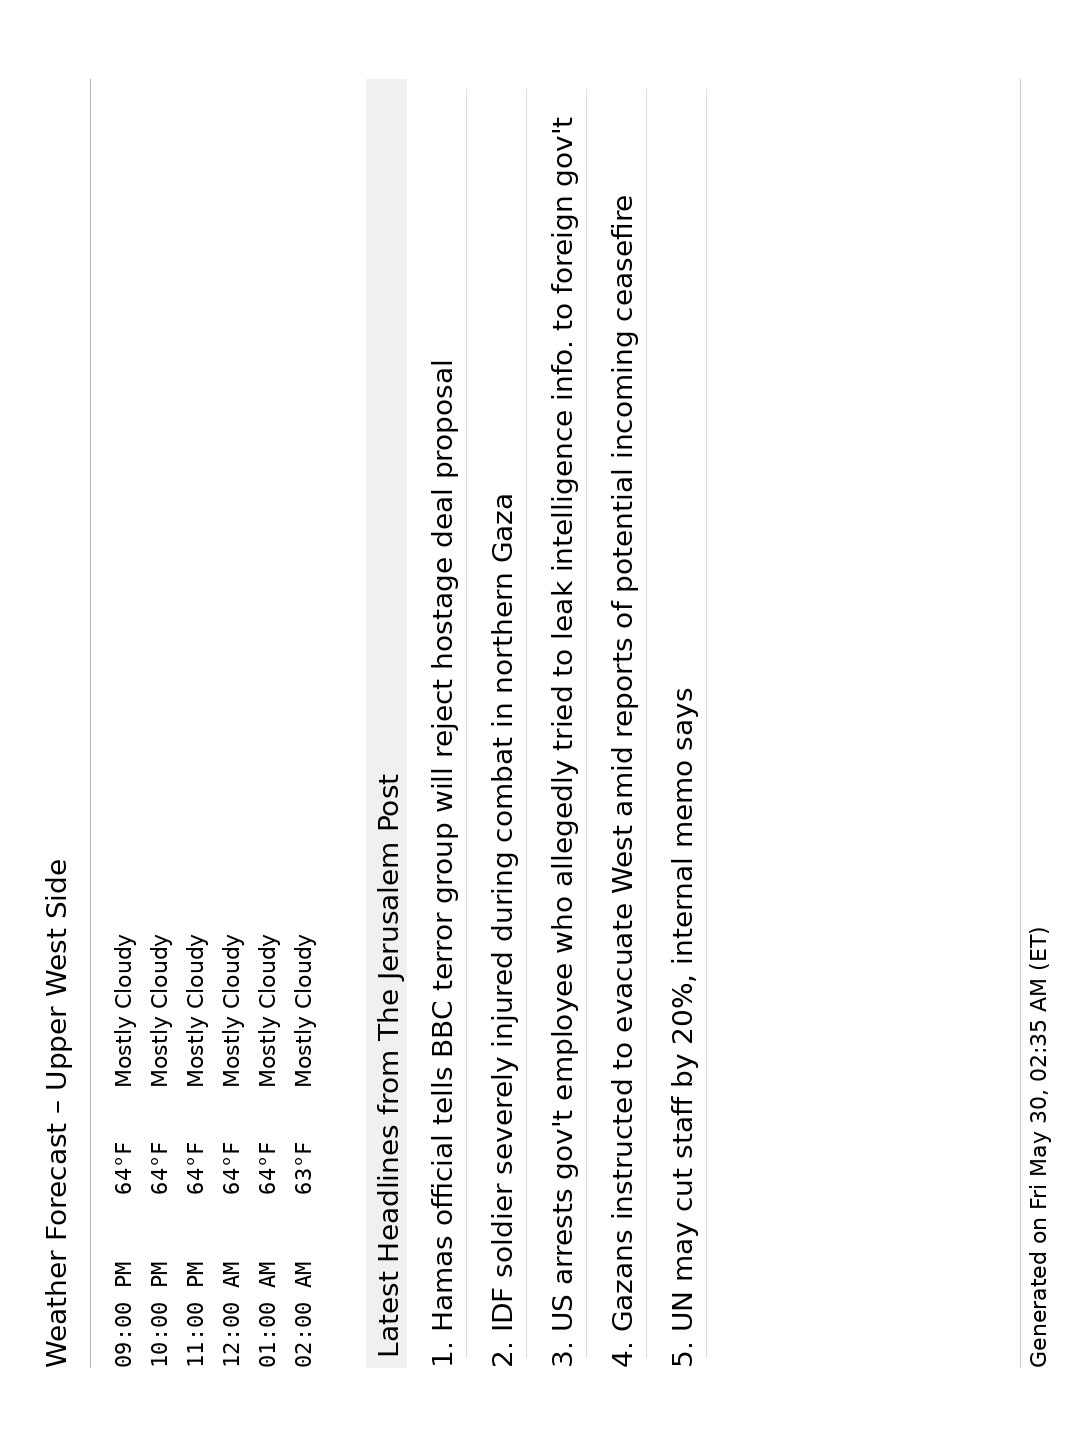 Weather Forecast – Upper West Side
09:00 PM 64°F Mostly Cloudy
10:00 PM 64°F Mostly Cloudy
11:00 PM 64°F Mostly Cloudy
12:00 AM 64°F Mostly Cloudy
01:00 AM 64°F Mostly Cloudy
02:00 AM 63°F Mostly Cloudy
Latest Headlines from The Jerusalem Post
1. Hamas official tells BBC terror group will reject hostage deal proposal
2. IDF soldier severely injured during combat in northern Gaza
3. US arrests gov't employee who allegedly tried to leak intelligence info. to foreign gov't
4. Gazans instructed to evacuate West amid reports of potential incoming ceasefire
5. UN may cut staff by 20%, internal memo says
Generated on Fri May 30, 02:35 AM (ET)